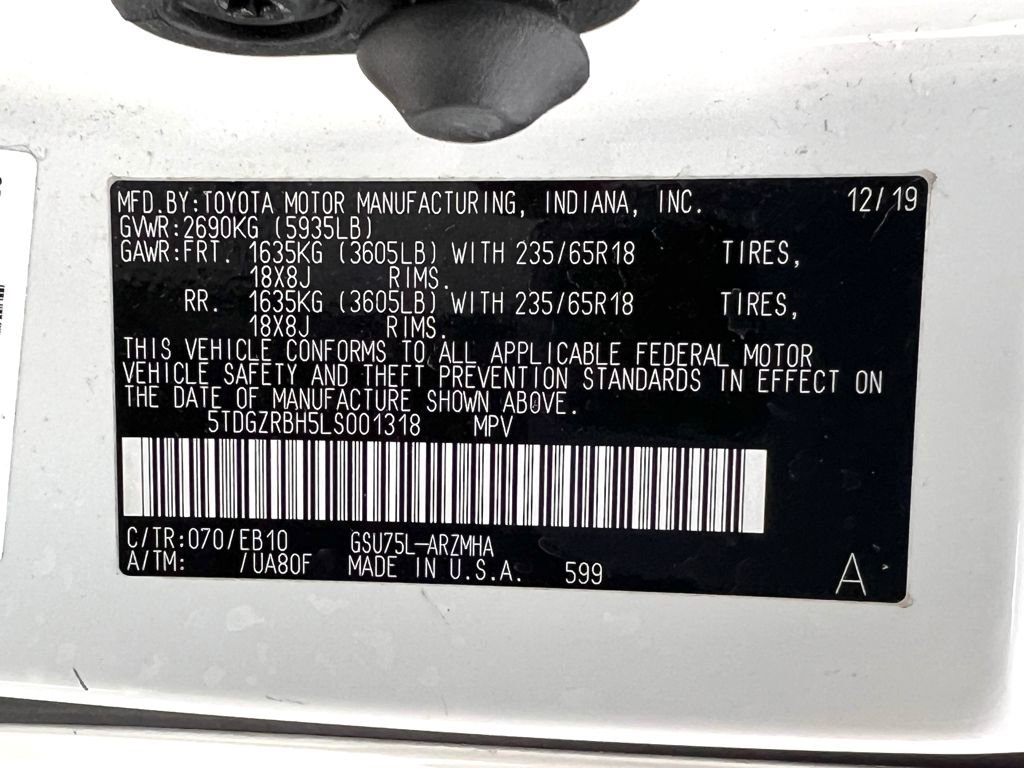 MFD.BY:TOYOTA MOTOR MANUFACTURING, INDIANA, INC. 12/19
GVWR:2690KG (5935LB)
GAWR:FRT. 1635KG (3605LB) WITH 235/65R18 TIRES,
18X8J RIMS.
RR. 1635KG (3605LB) WITH 235/65R18 TIRES,
18X8J RIMS.
THIS VEHICLE CONFORMS TO ALL APPLICABLE FEDERAL MOTOR
VEHICLE SAFETY AND THEFT PREVENTION STANDARDS IN EFFECT ON
THE DATE OF MANUFACTURE SHOWN ABOVE.
5TDGZRBH5LS001318 MPV
C/TR:070/EB10 GSU75L-ARZMHA
A/TM: /UA80F MADE IN U.S.A. 599 A